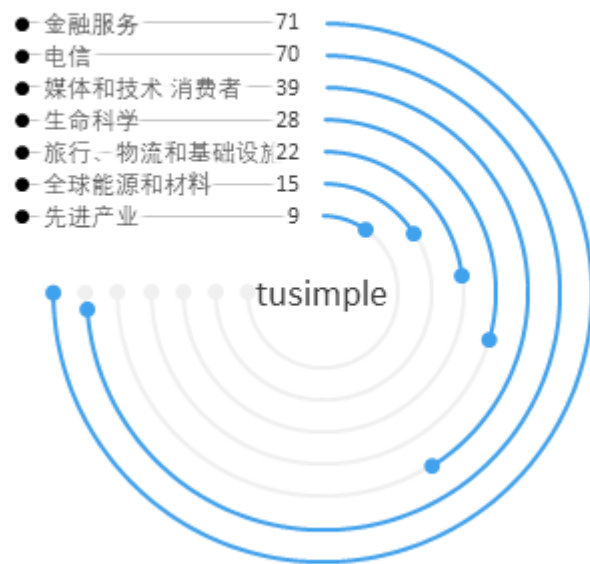 金融服务 71
电信 70
媒体和技术 消费者 39
生命科学 28
旅行、物流和基础设施 22
全球能源和材料 15
先进产业 9
tusimple